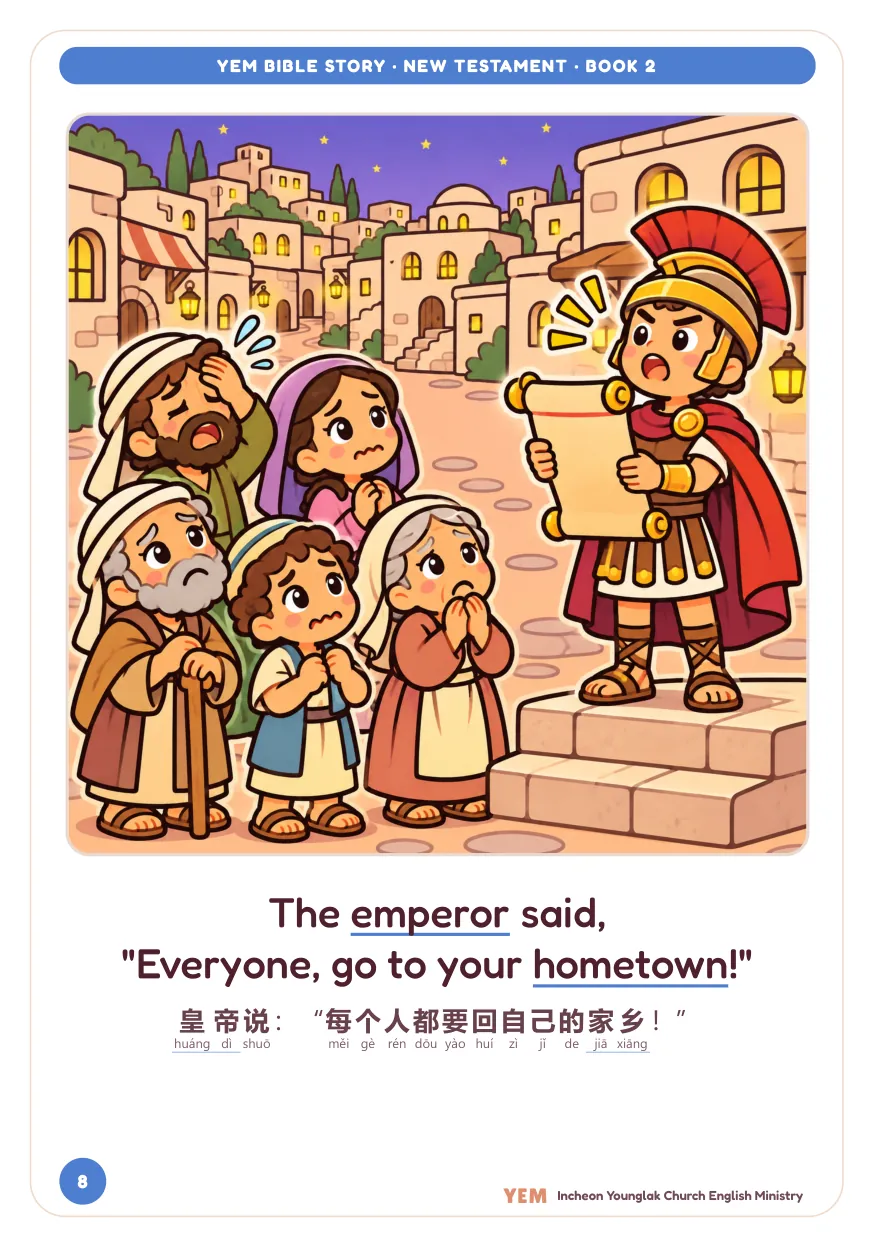 YEM BIBLE STORY · NEW TESTAMENT · BOOK 2
The emperor said,
"Everyone, go to your hometown!"
皇帝说：“每个人都要回自己的家乡！”
huáng dì shuō měi gè rén dōu yào huí zì jǐ de jiā xiāng
8
YEM Incheon Younglak Church English Ministry